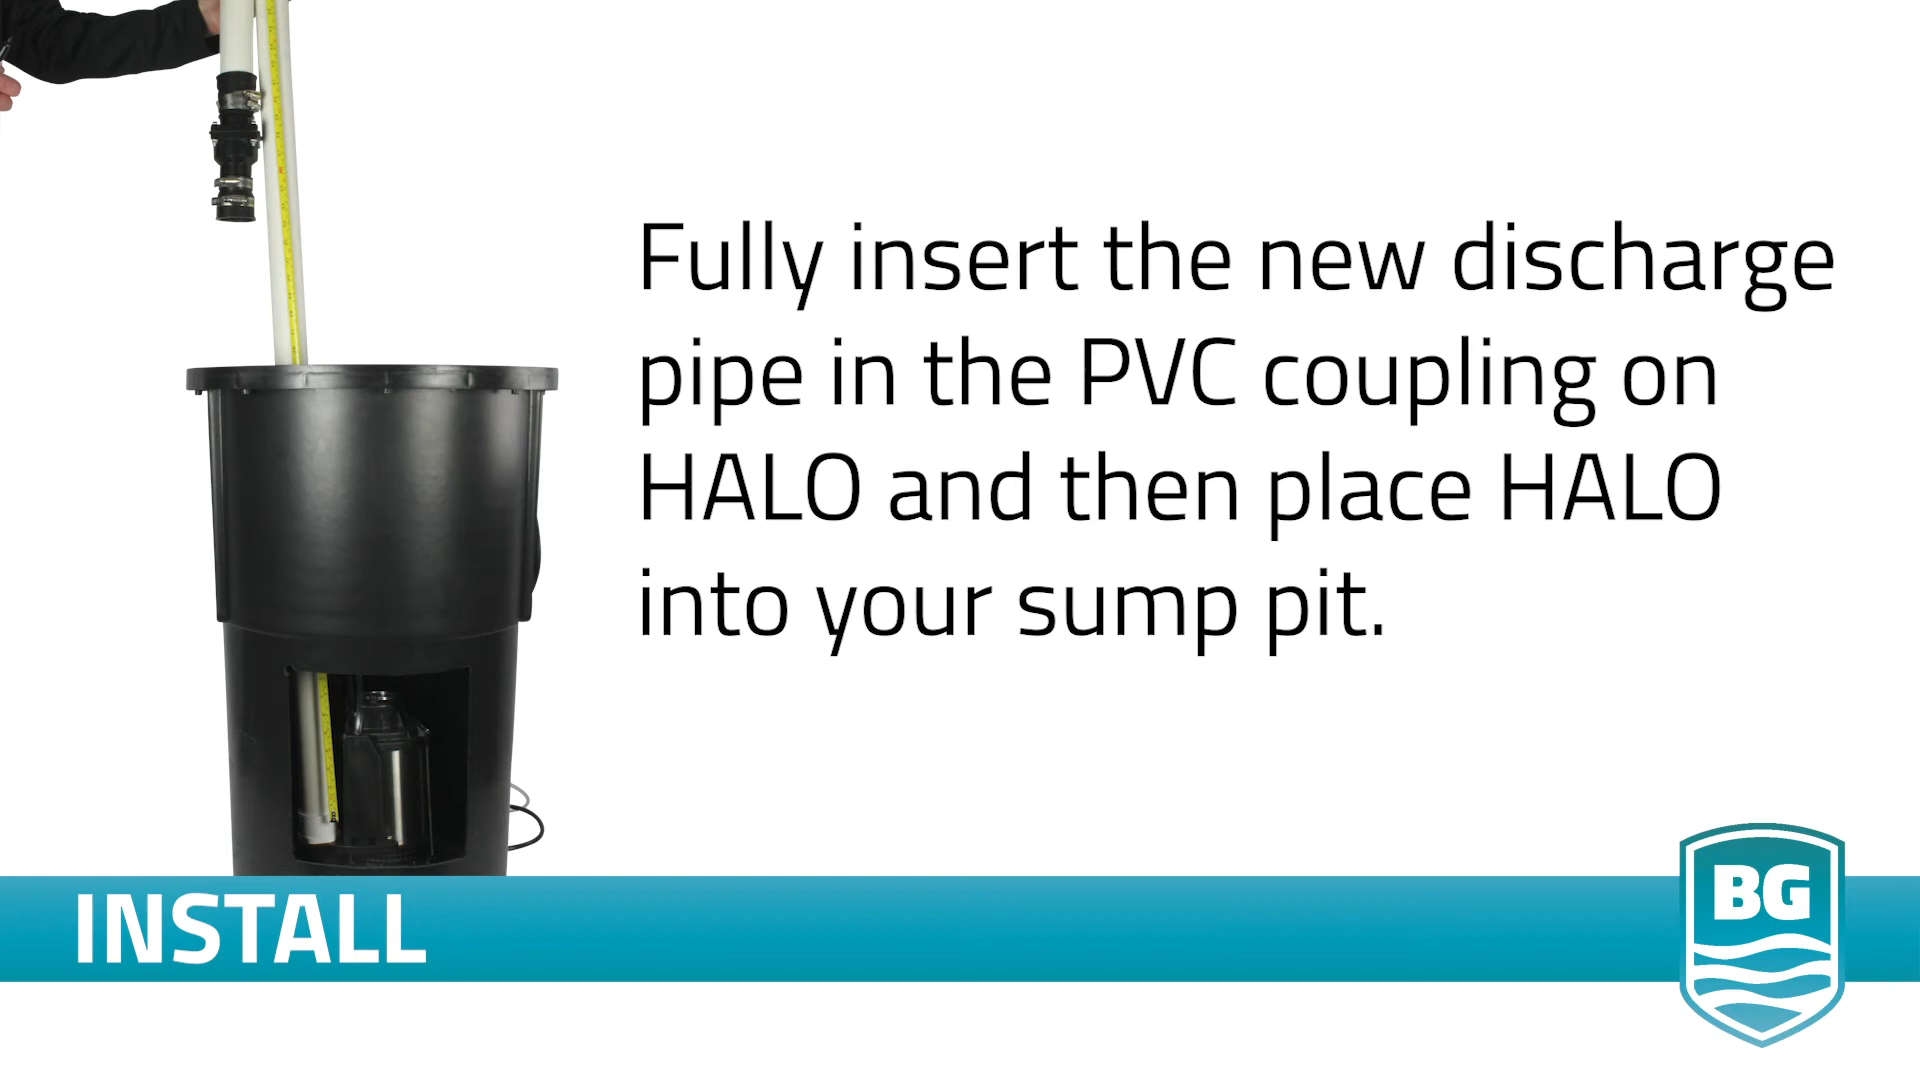 Fully insert the new discharge
pipe in the PVC coupling on
HALO and then place HALO
into your sump pit.
INSTALL
BG